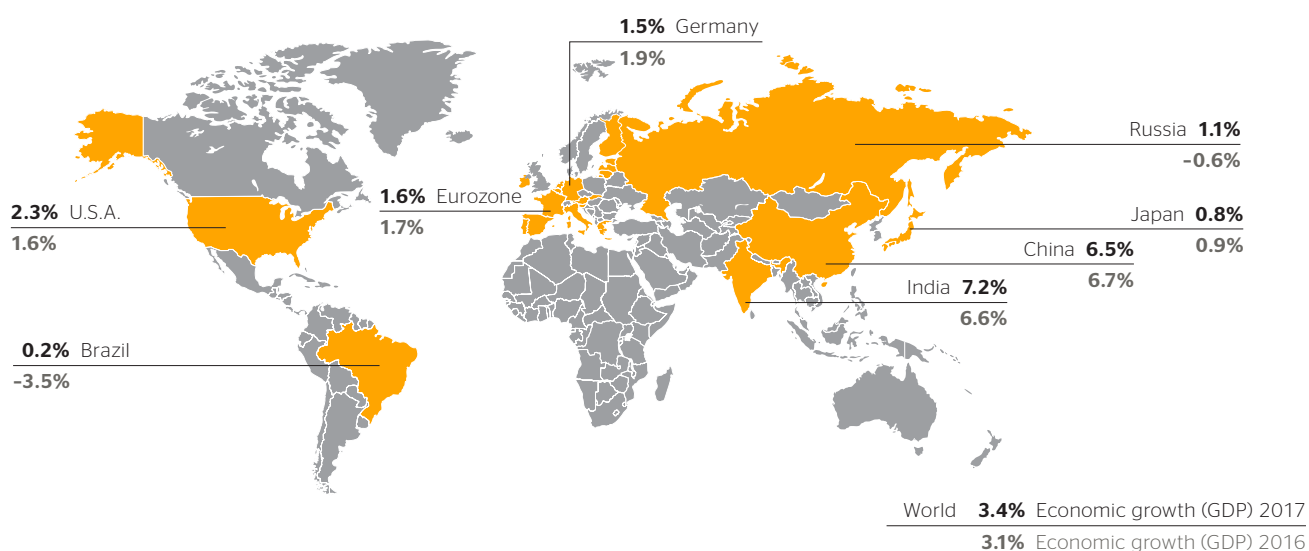 1.5% Germany
1.9%
Russia 1.1%
–0.6%
1.6% Eurozone
1.7%
2.3% U.S.A.
1.6%
Japan 0.8%
0.9%
China 6.5%
6.7%
India 7.2%
6.6%
0.2% Brazil
–3.5%
World 3.4% Economic growth (GDP) 2017
3.1% Economic growth (GDP) 2016